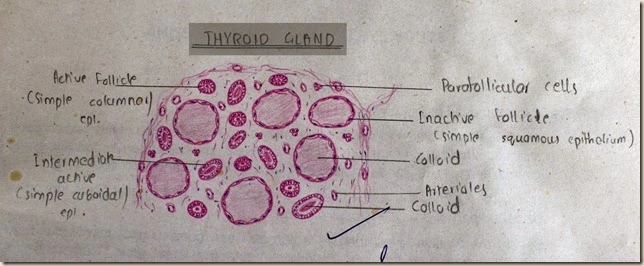 THYROID GLAND
Active Follicle
(Simple columnar)
epi.
Intermediate
active
(simple cuboidal)
epi.
Parafollicular cells
Inactive Follicle
(simple squamous epithelium)
Colloid
Arterioles
Colloid